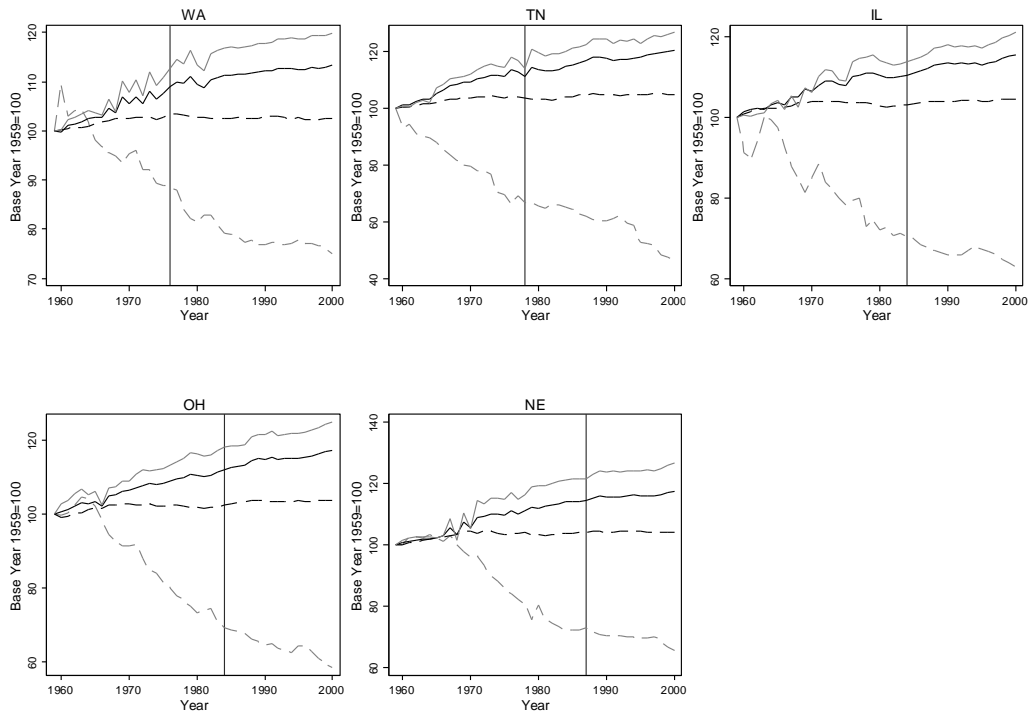 WA
Base Year 1959=100
70 80 90 100 110 120
1960 1970 1980 1990 2000
Year
TN
Base Year 1959=100
40 60 80 100 120
1960 1970 1980 1990 2000
Year
IL
Base Year 1959=100
60 80 100 120
1960 1970 1980 1990 2000
Year
OH
Base Year 1959=100
60 80 100 120
1960 1970 1980 1990 2000
Year
NE
Base Year 1959=100
60 80 100 120 140
1960 1970 1980 1990 2000
Year